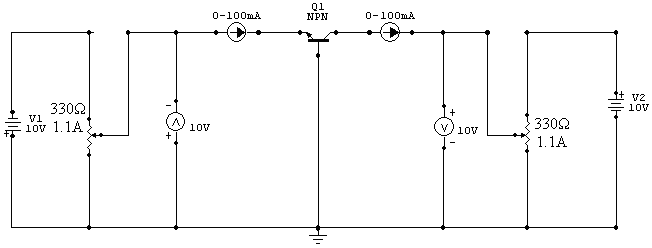 Q1
NPN
0-100mA
0-100mA
V1
10V
330Ω
1.1A
-
+
10V
+
V
-
10V
330Ω
1.1A
+
V2
10V
+